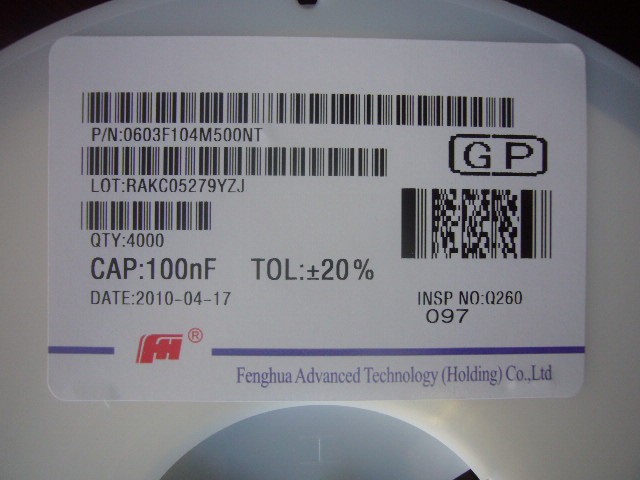 P/N:0603F104M500NT
GP
LOT:RAKC05279YZJ
QTY:4000
CAP:100nF TOL:±20%
DATE:2010-04-17 INSP NO:Q260
097
FH ®
Fenghua Advanced Technology (Holding) Co.,Ltd